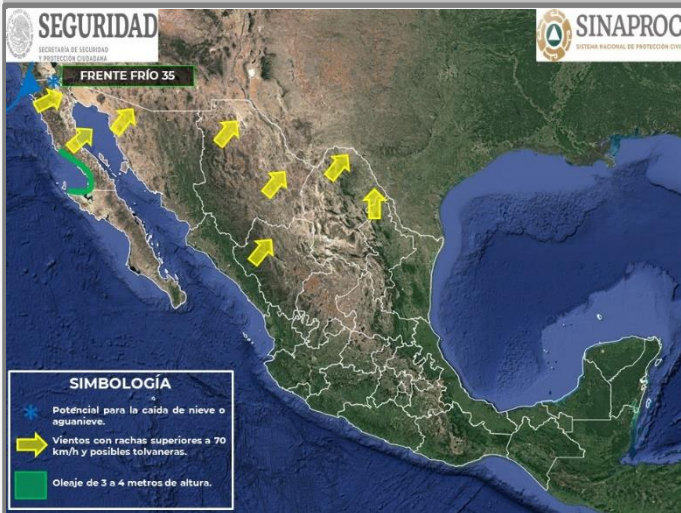 SEGURIDAD
SECRETARÍA DE SEGURIDAD
Y PROTECCIÓN CIUDADANA
SINAPROC
SISTEMA NACIONAL DE PROTECCIÓN CIVI
FRENTE FRÍO 35
SIMBOLOGÍA
Potencial para la caída de nieve o
aguanieve.
Vientos con rachas superiores a 70
km/h y posibles tolvaneras.
Oleaje de 3 a 4 metros de altura.